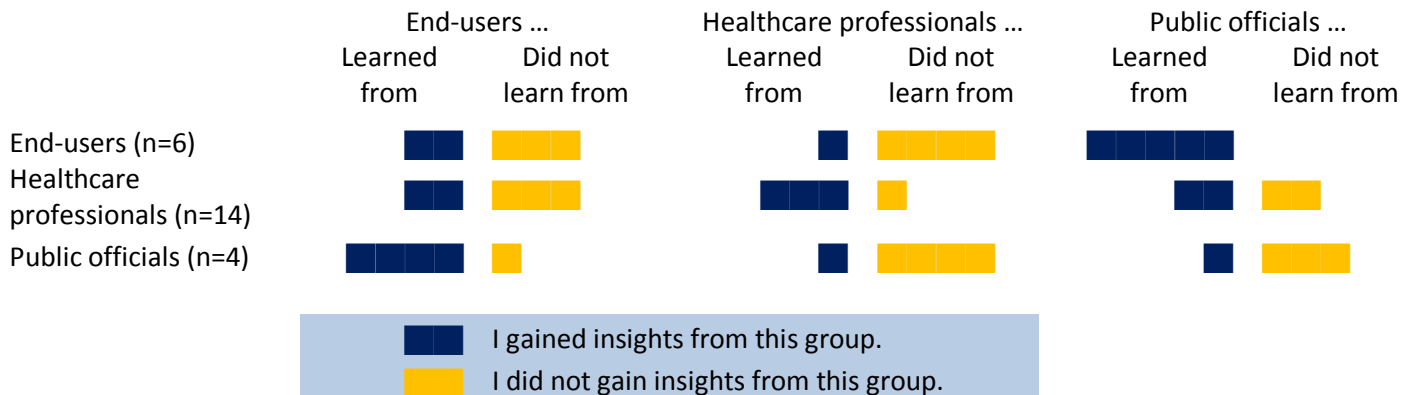 End-users ... Healthcare professionals ... Public officials ...
Learned from Did not learn from Learned from Did not learn from Learned from Did not learn from
End-users (n=6)
Healthcare
professionals (n=14)
Public officials (n=4)
I gained insights from this group.
I did not gain insights from this group.